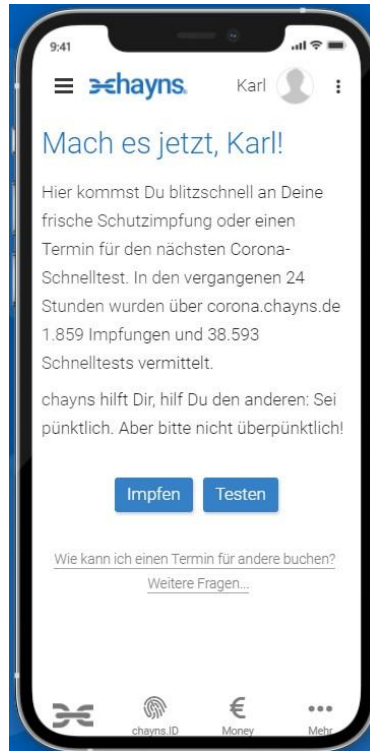 9:41
chayns.
Karl
Mach es jetzt, Karl!
Hier kommst Du blitzschnell an Deine
frische Schutzimpfung oder einen
Termin für den nächsten Corona-
Schnelltest. In den vergangenen 24
Stunden wurden über corona.chayns.de
1.859 Impfungen und 38.593
Schnelltests vermittelt.
chayns hilft Dir, hilf Du den anderen: Sei
pünktlich. Aber bitte nicht überpünktlich!
Impfen Testen
Wie kann ich einen Termin für andere buchen?
Weitere Fragen...
chayns.ID Money Mehr